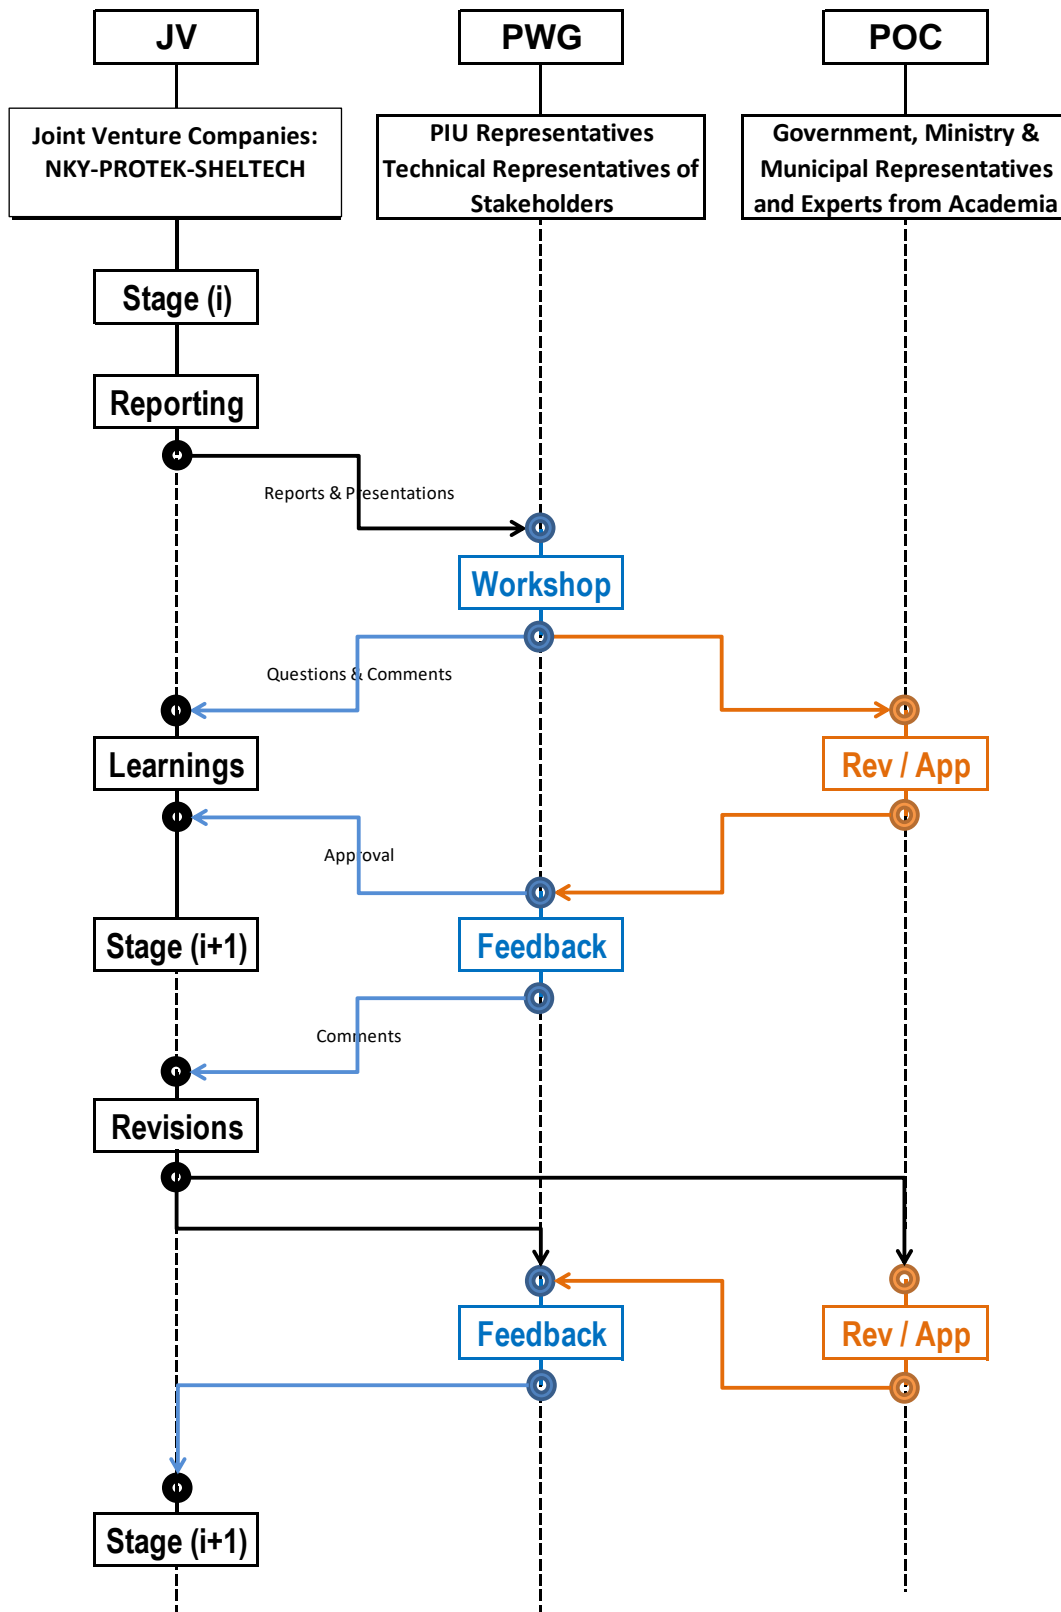 JV
PWG
POC
Joint Venture Companies:
NKY-PROTEK-SHELTECH
PIU Representatives
Technical Representatives of
Stakeholders
Government, Ministry &
Municipal Representatives
and Experts from Academia
Stage (i)
Reporting
Reports & Presentations
Workshop
Questions & Comments
Learnings
Rev / App
Approval
Stage (i+1)
Feedback
Comments
Revisions
Feedback
Rev / App
Stage (i+1)